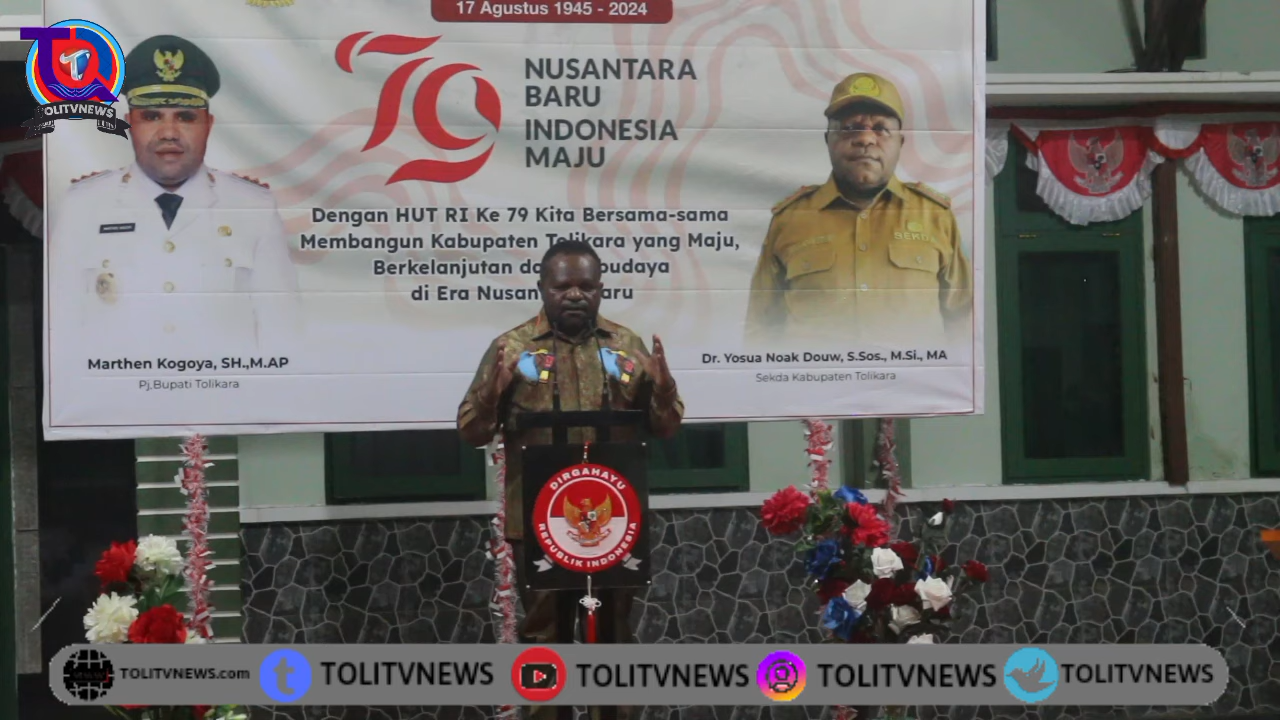 17 Agustus 1945 - 2024
79
NUSANTARA
BARU
INDONESIA
MAJU
Dengan HUT RI Ke 79 Kita Bersama-sama
Membangun Kabupaten Tolikara yang Maju,
Berkelanjutan budaya
di Era
Marthen Kogoya, SH.,M.AP
Pj.Bupati Tolikara
Dr. Yosua Noak Douw, S.Sos., M.Si., MA
Sekda Kabupaten Tolikara
DIRGAHAYU
REPUBLIK INDONESIA
TOLITVNEWS
TOLITVNEWS.com TOLITVNEWS TOLITVNEWS TOLITVNEWS TOLITVNEWS